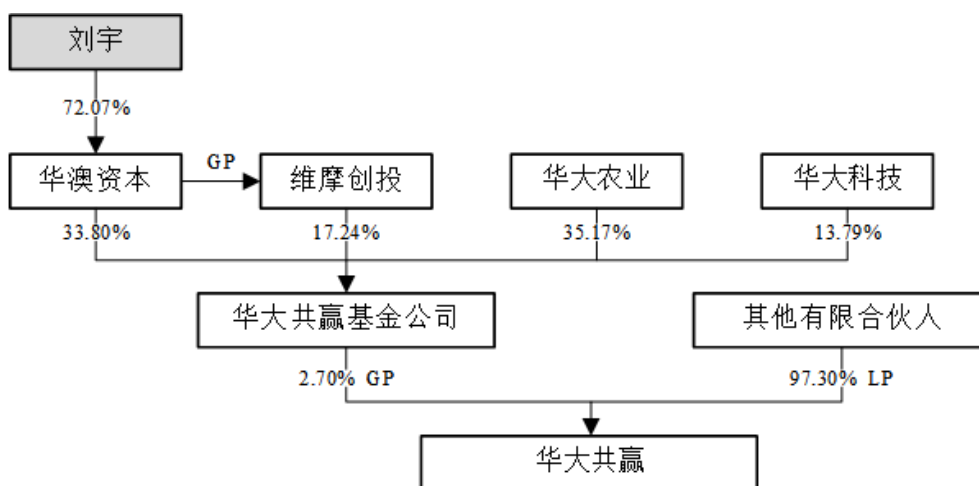 刘宇
72.07%
华澳资本
GP
维摩创投
华大农业
华大科技
33.80%
17.24%
35.17%
13.79%
华大共赢基金公司
其他有限合伙人
2.70% GP
97.30% LP
华大共赢